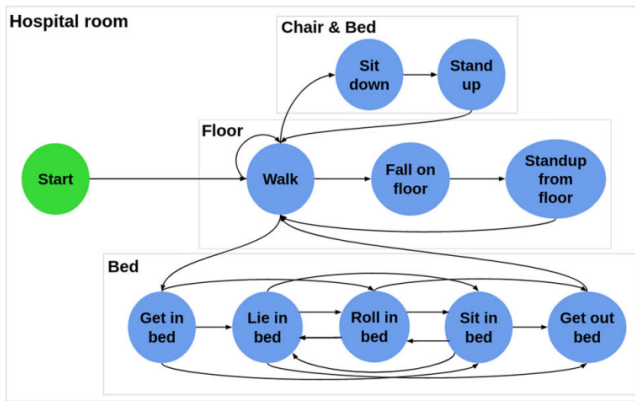 Hospital room
Chair & Bed
Sit
down
Stand
up
Floor
Start
Walk
Fall on
floor
Standup
from
floor
Bed
Get in
bed
Lie in
bed
Roll in
bed
Sit in
bed
Get out
bed